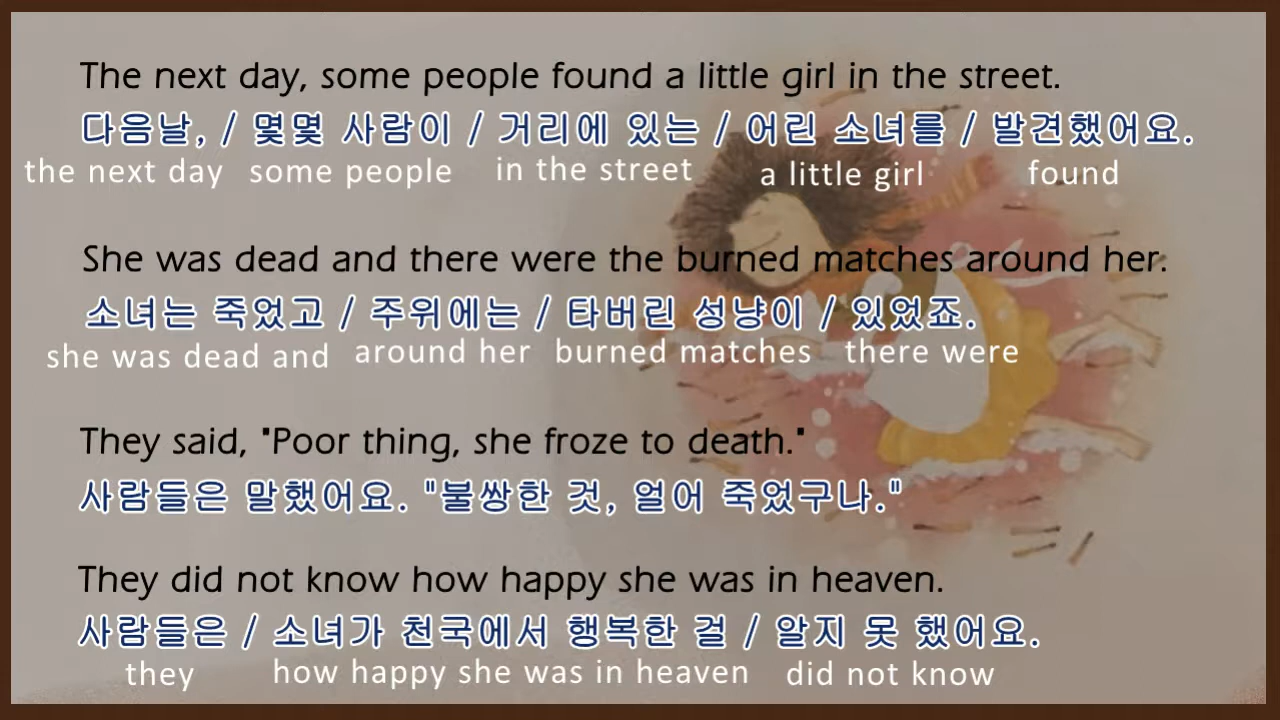 The next day, some people found a little girl in the street.
다음날, / 몇몇 사람이 / 거리에 있는 / 어린 소녀를 / 발견했어요.
the next day some people in the street a little girl found
She was dead and there were the burned matches around her.
소녀는 죽었고 / 주위에는 / 타버린 성냥이 / 있었죠.
she was dead and around her burned matches there were
They said, "Poor thing, she froze to death."
사람들은 말했어요. "불쌍한 것, 얼어 죽었구나."
They did not know how happy she was in heaven.
사람들은 / 소녀가 천국에서 행복한 걸 / 알지 못 했어요.
they how happy she was in heaven did not know